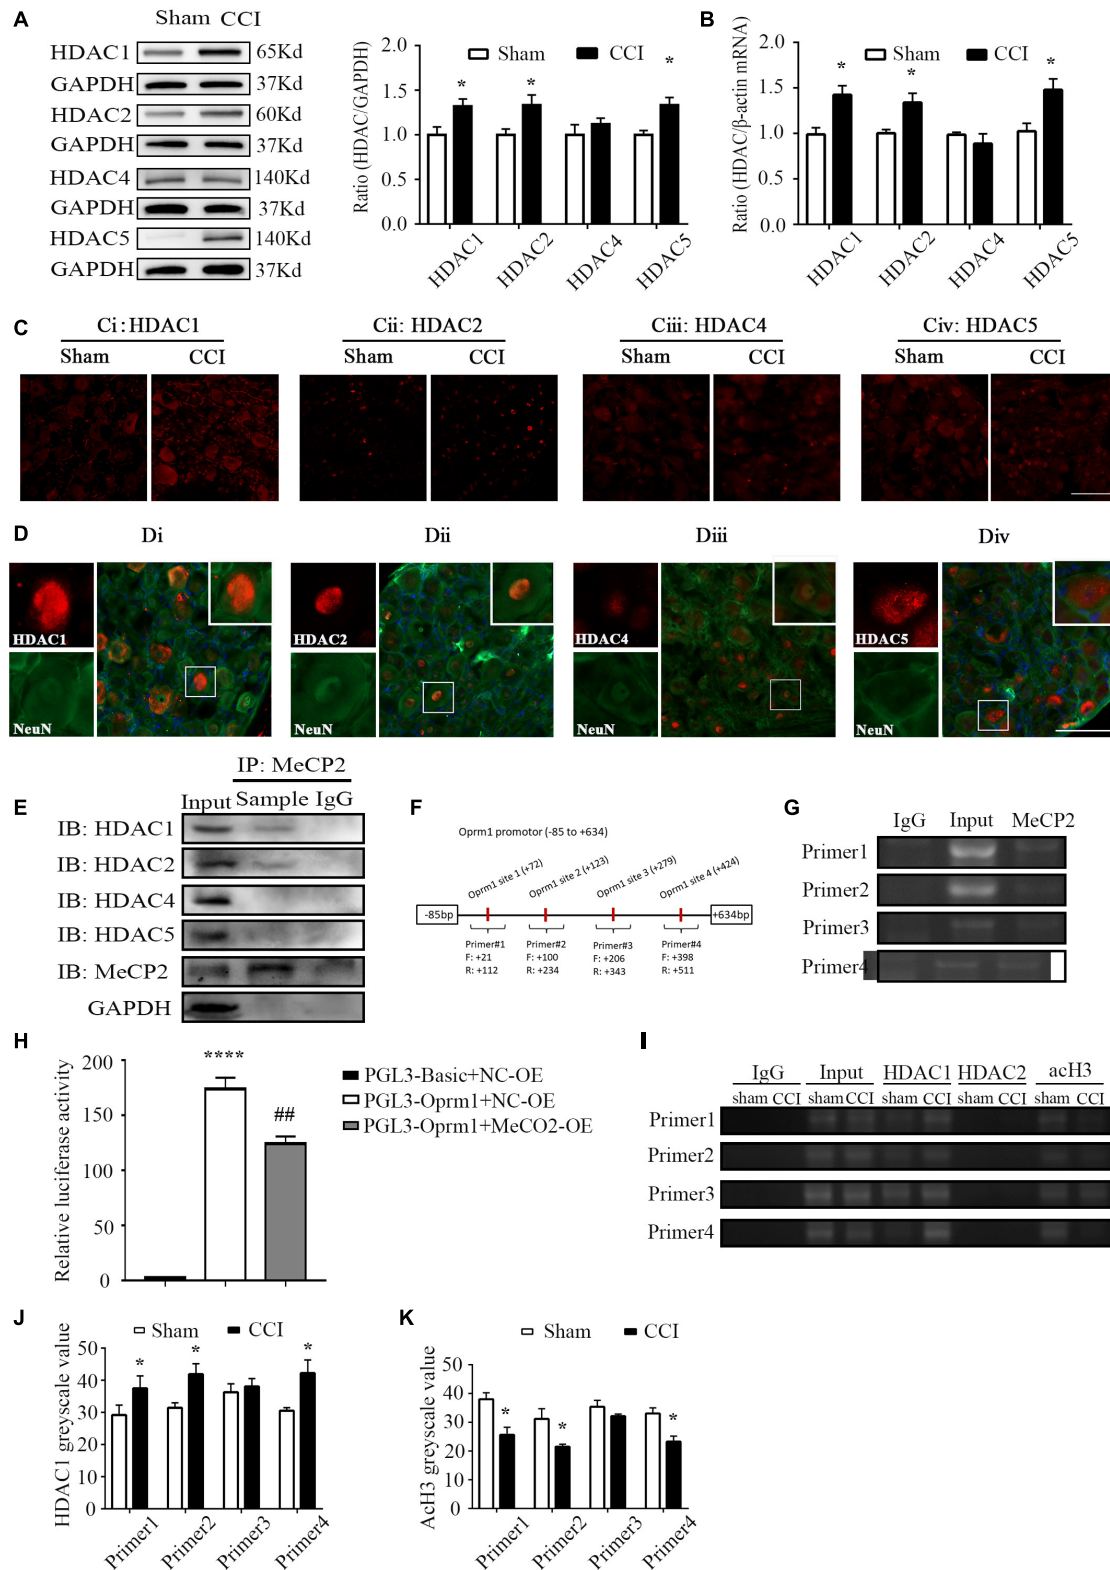 A
Sham CCI
HDAC1 65Kd
GAPDH 37Kd
HDAC2 60Kd
GAPDH 37Kd
HDAC4 140Kd
GAPDH 37Kd
HDAC5 140Kd
GAPDH 37Kd
Sham CCI
Ratio (HDAC/GAPDH)
2.0
1.5
1.0
0.5
0.0
* * *
HDAC1 HDAC2 HDAC4 HDAC5
B
Sham CCI
Ratio (HDAC/β-actin mRNA)
2.0
1.5
1.0
0.5
0.0
* * *
HDAC1 HDAC2 HDAC4 HDAC5
C
Ci:HDAC1 Cii: HDAC2 Ciii: HDAC4 Civ: HDAC5
Sham CCI Sham CCI Sham CCI Sham CCI
D
Di Dii Diii Div
HDAC1 HDAC2 HDAC4 HDAC5
NeuN NeuN NeuN NeuN
E
IP: MeCP2
Input Sample IgG
IB: HDAC1
IB: HDAC2
IB: HDAC4
IB: HDAC5
IB: MeCP2
GAPDH
F
Oprm1 promotor (-85 to +634)
Oprm1 site 1 (+72) Oprm1 site 2 (+123) Oprm1 site 3 (+279) Oprm1 site 4 (+424)
-85bp +634bp
Primer#1 Primer#2 Primer#3 Primer#4
F: +21 F: +100 F: +206 F: +398
R: +112 R: +234 R: +343 R: +511
G
IgG Input MeCP2
Primer1
Primer2
Primer3
Primer4
H
Relative luciferase activity
200
150
100
50
0
****
##
PGL3-Basic+NC-OE
PGL3-Oprm1+NC-OE
PGL3-Oprm1+MeCO2-OE
I
IgG Input HDAC1 HDAC2 acH3
sham CCI sham CCI sham CCI sham CCI sham CCI
Primer1
Primer2
Primer3
Primer4
J
Sham CCI
HDAC1 greyscale value
50
40
30
20
10
0
* * *
Primer1 Primer2 Primer3 Primer4
K
Sham CCI
AcH3 greyscale value
50
40
30
20
10
0
* * *
Primer1 Primer2 Primer3 Primer4